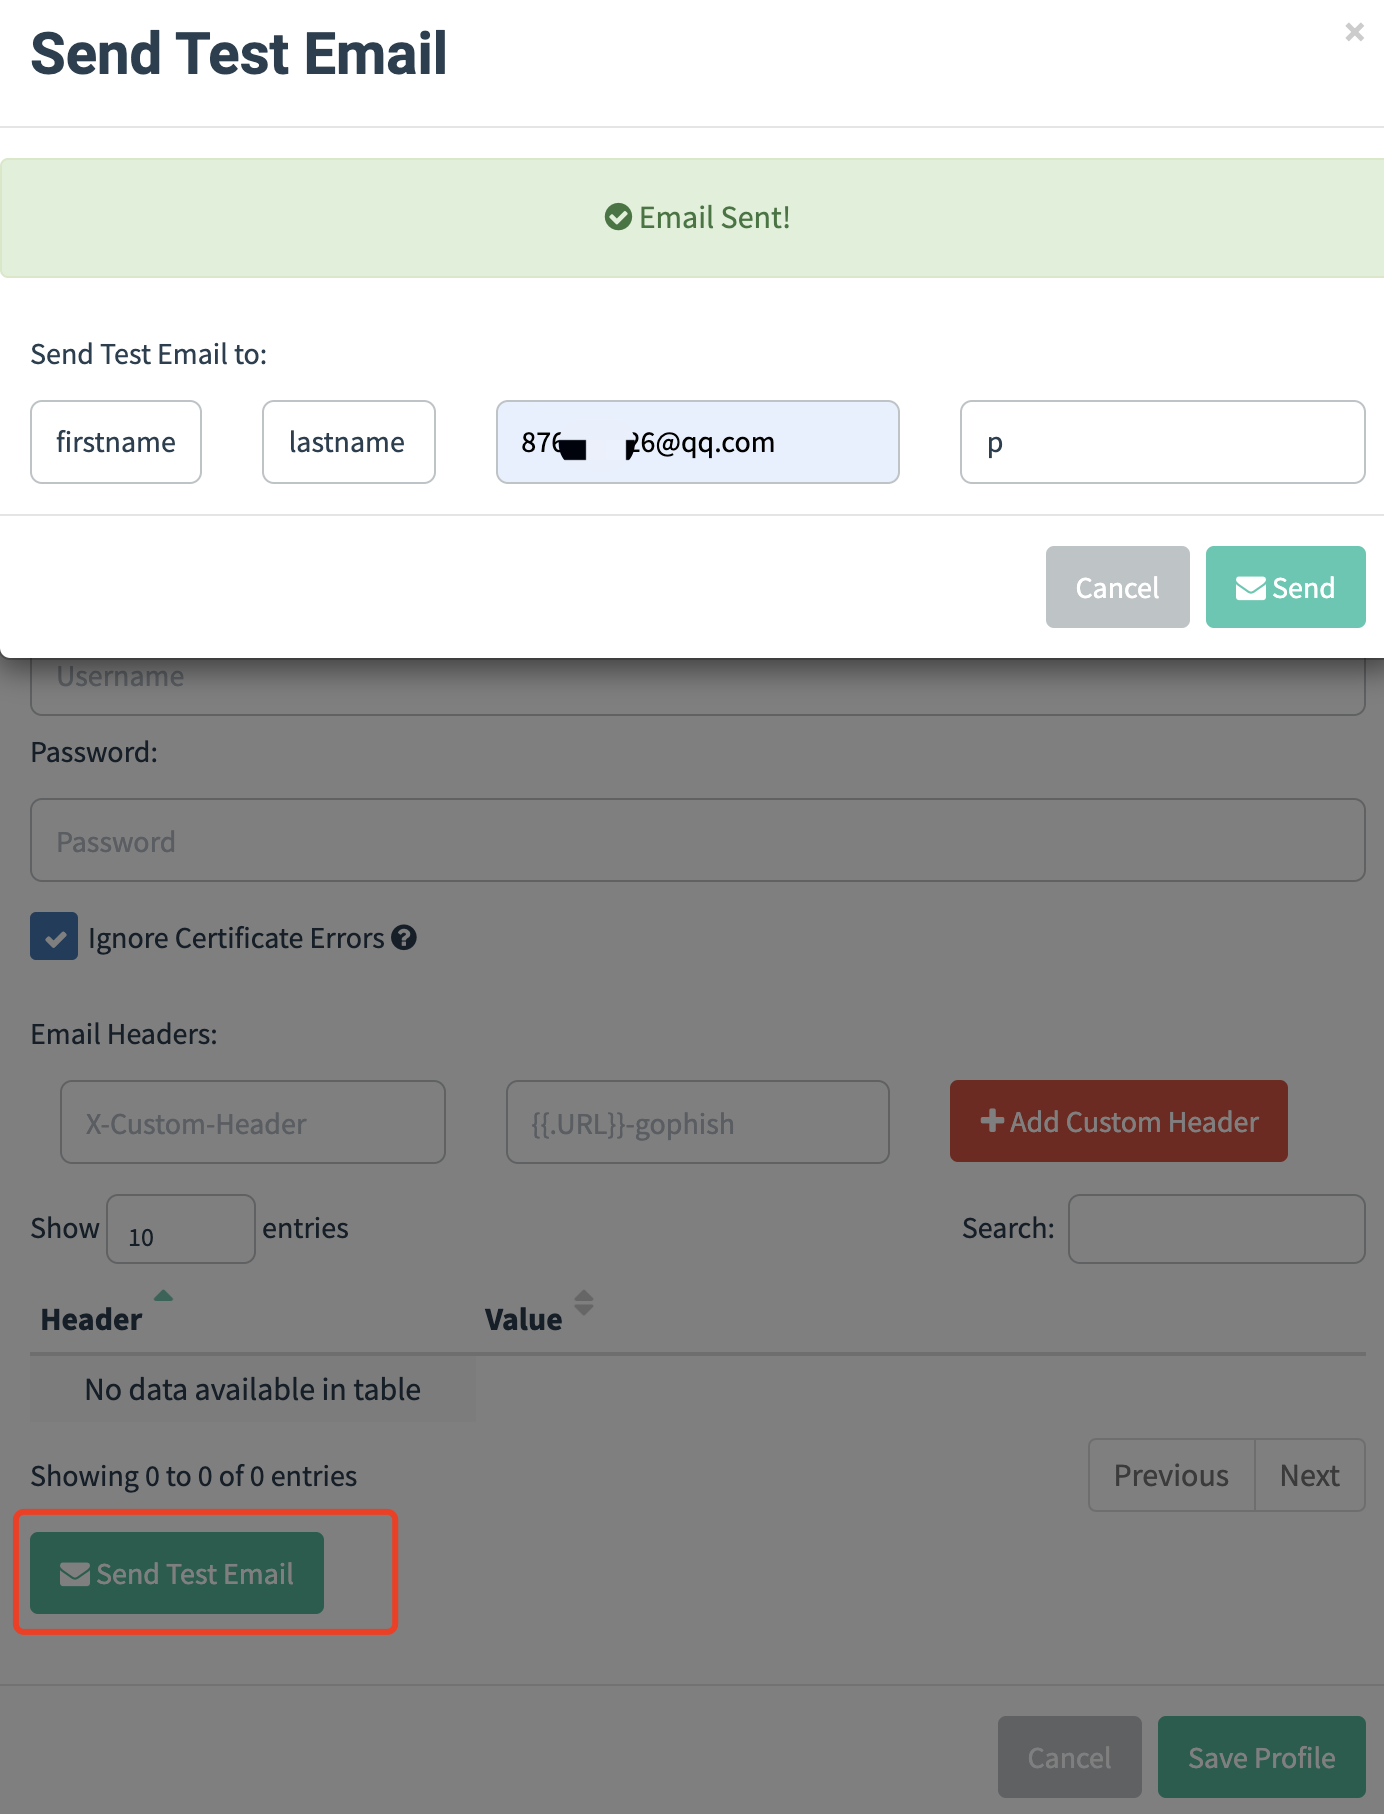 Send Test Email
×
Email Sent!
Send Test Email to:
firstname lastname 26@qq.com p
Cancel Send
Username
Password:
Password
Ignore Certificate Errors
Email Headers:
X-Custom-Header {{.URL}}-gophish Add Custom Header
Show 10 entries Search:
Header Value
No data available in table
Showing 0 to 0 of 0 entries
Previous Next
Send Test Email
Cancel Save Profile